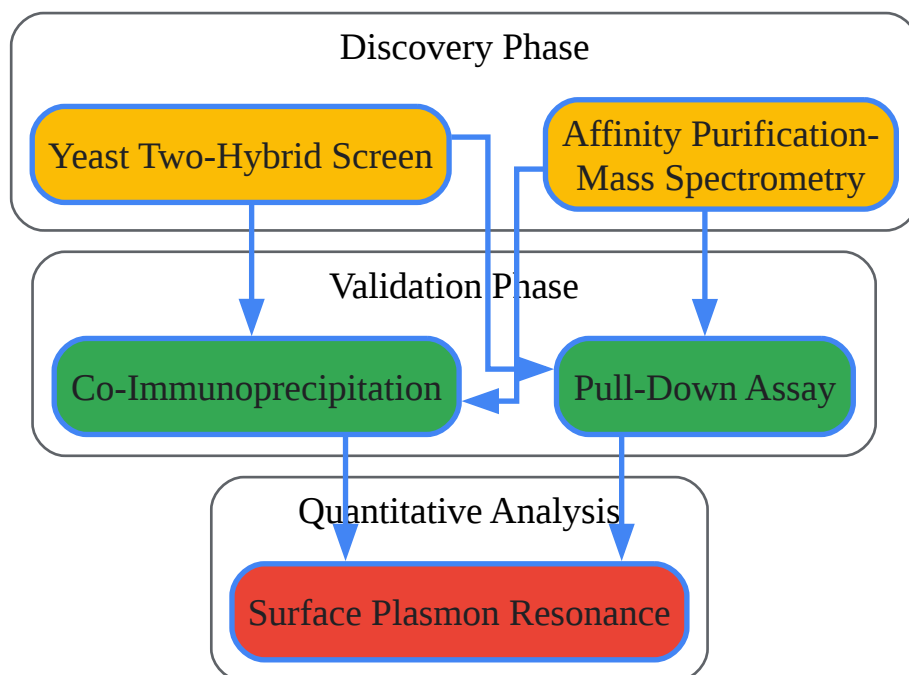 Discovery Phase
Yeast Two-Hybrid Screen
Affinity Purification-
Mass Spectrometry
Validation Phase
Co-Immunoprecipitation
Pull-Down Assay
Quantitative Analysis
Surface Plasmon Resonance